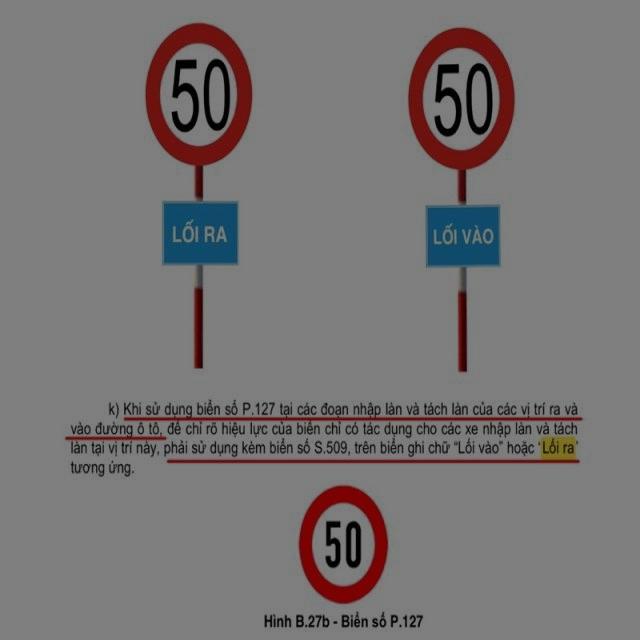 50
50
LỐI RA
LỐI VÀO
k) Khi sử dụng biển số P.127 tại các đoạn nhập làn và tách làn của các vị trí ra và
vào đường ô tô, để chỉ rõ hiệu lực của biển chỉ có tác dụng cho các xe nhập làn và tách
làn tại vị trí này, phải sử dụng kèm biển số S.509, trên biển ghi chữ “Lối vào” hoặc ‘Lối ra’
tương ứng.
50
Hình B.27b - Biển số P.127